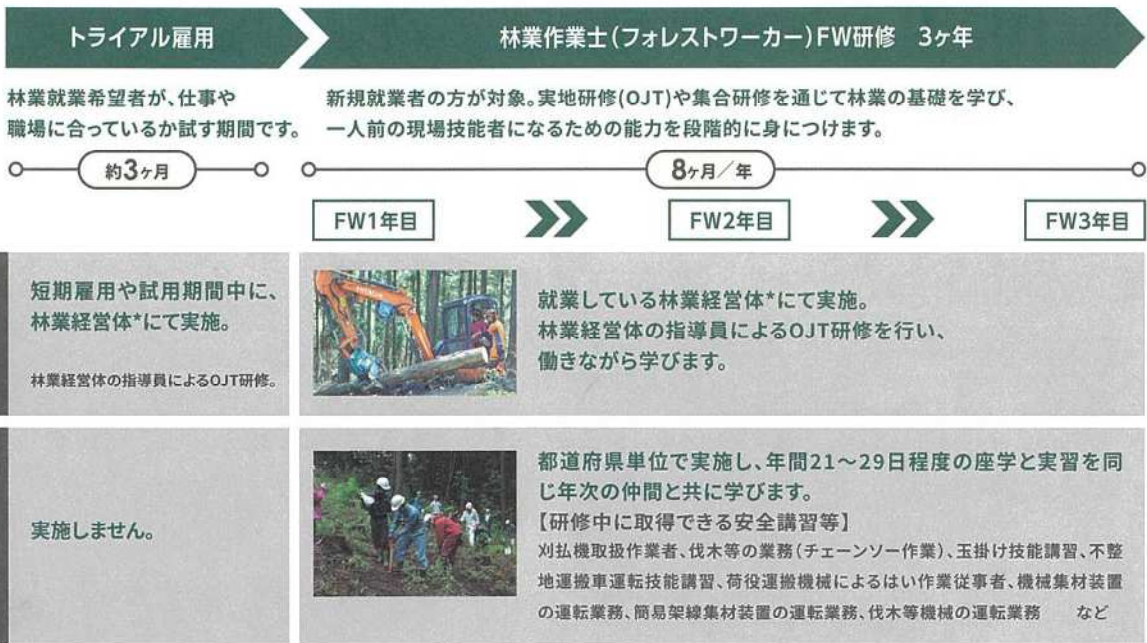 トライアル雇用
林業作業士(フォレストワーカー)FW研修 3ヶ年
林業就業希望者が、仕事や
職場に合っているか試す期間です。
新規就業者の方が対象。実地研修(OJT)や集合研修を通じて林業の基礎を学び、
一人前の現場技能者になるための能力を段階的に身につけます。
約3ヶ月
8ヶ月/年
FW1年目
FW2年目
FW3年目
短期雇用や試用期間中に、
林業経営体*にて実施。
林業経営体の指導員によるOJT研修。
就業している林業経営体*にて実施。
林業経営体の指導員によるOJT研修を行い、
働きながら学びます。
実施しません。
都道府県単位で実施し、年間21〜29日程度の座学と実習を同
じ年次の仲間と共に学びます。
【研修中に取得できる安全講習等】
刈払機取扱作業者、伐木等の業務(チェーンソー作業)、玉掛け技能講習、不整
地運搬車運転技能講習、荷役運搬機械によるはい作業従事者、機械集材装置
の運転業務、簡易架線集材装置の運転業務、伐木等機械の運転業務 など